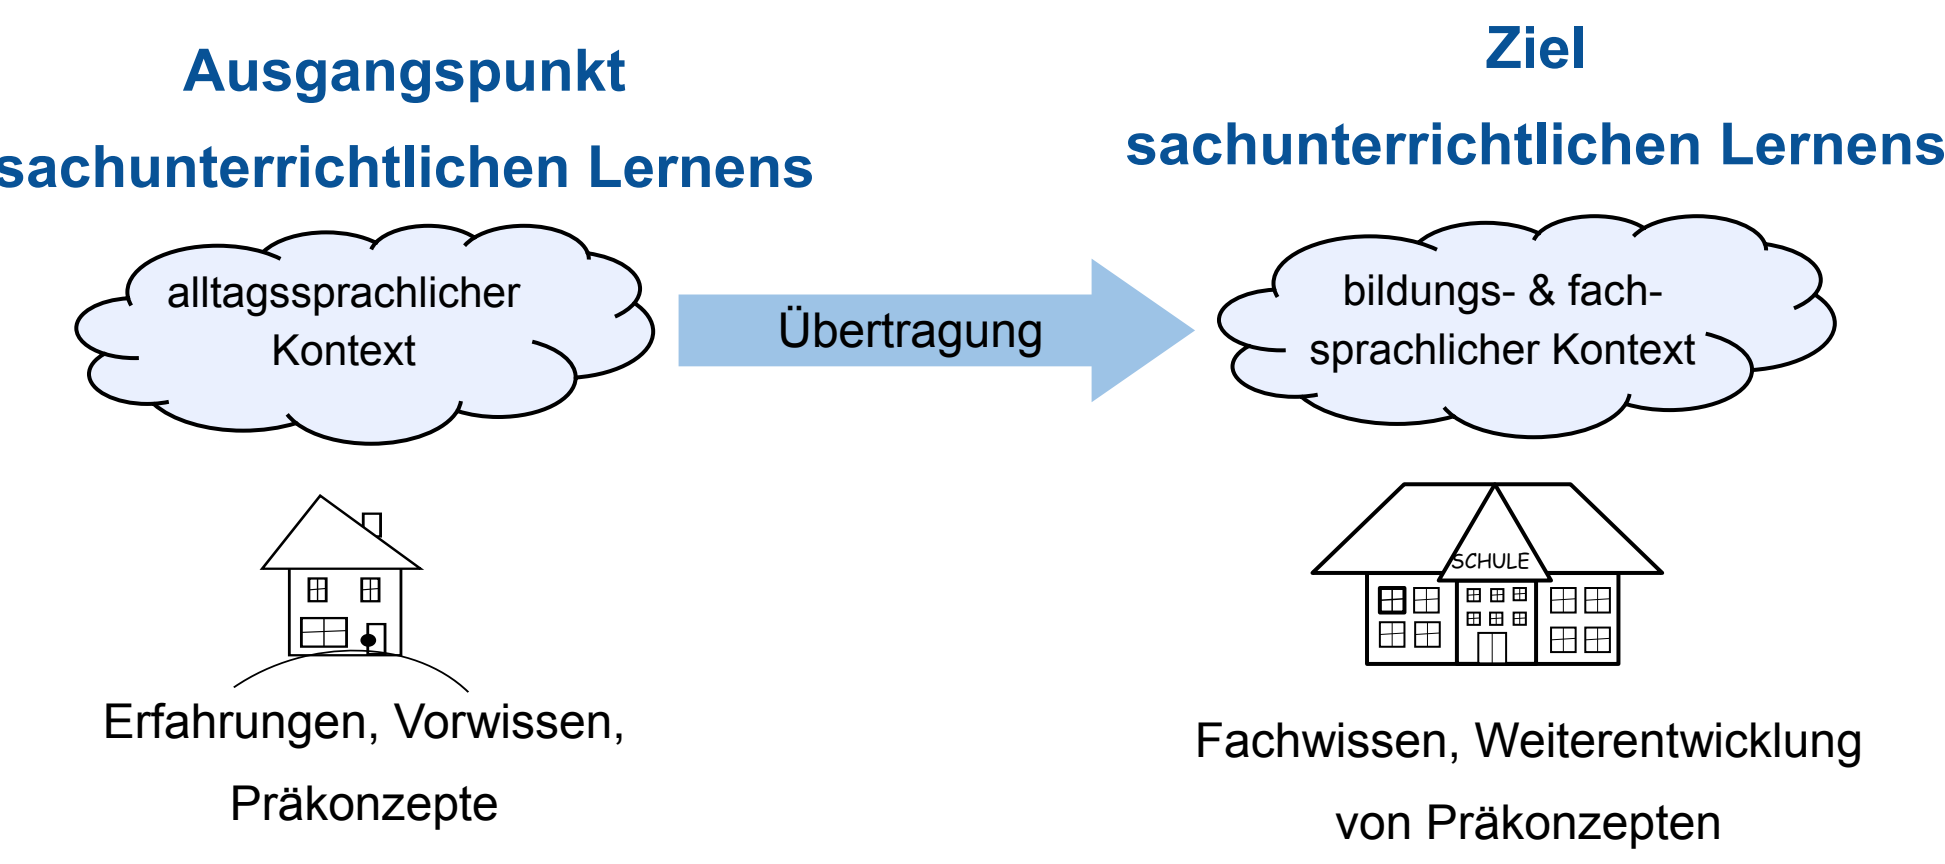 Ausgangspunkt
sachunterrichtlichen Lernens
alltagssprachlicher
Kontext
Erfahrungen, Vorwissen,
Präkonzepte
Übertragung
Ziel
sachunterrichtlichen Lernens
bildungs- & fach-
sprachlicher Kontext
SCHULE
Fachwissen, Weiterentwicklung
von Präkonzepten